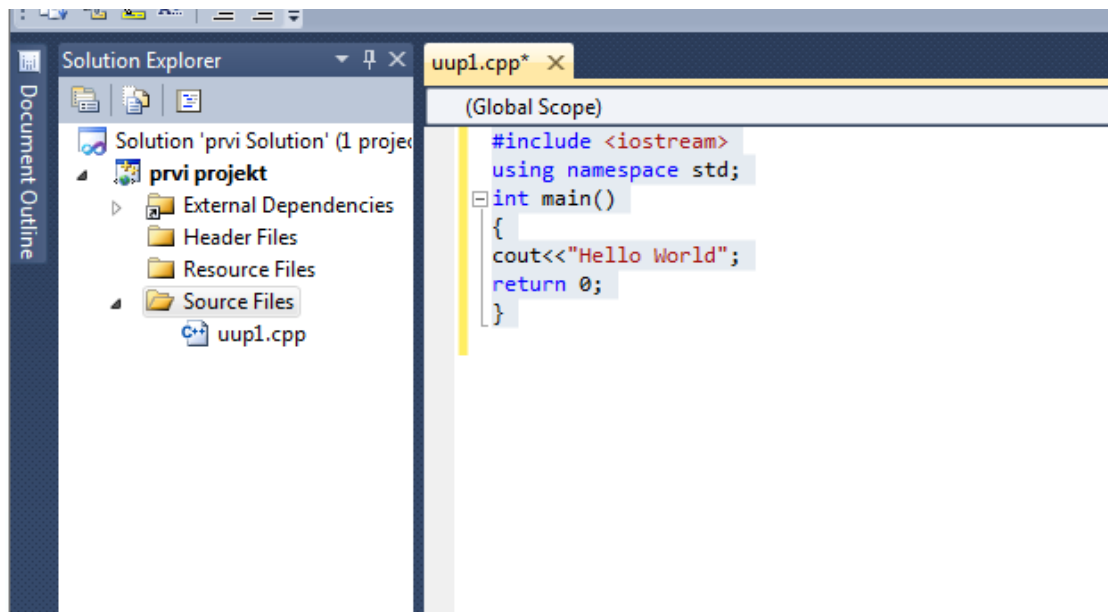 Document Outline
Solution Explorer
Solution 'prvi Solution' (1 projec
prvi projekt
External Dependencies
Header Files
Resource Files
Source Files
uup1.cpp
uup1.cpp*
(Global Scope)
#include <iostream>
using namespace std;
int main()
{
cout<<"Hello World";
return 0;
}